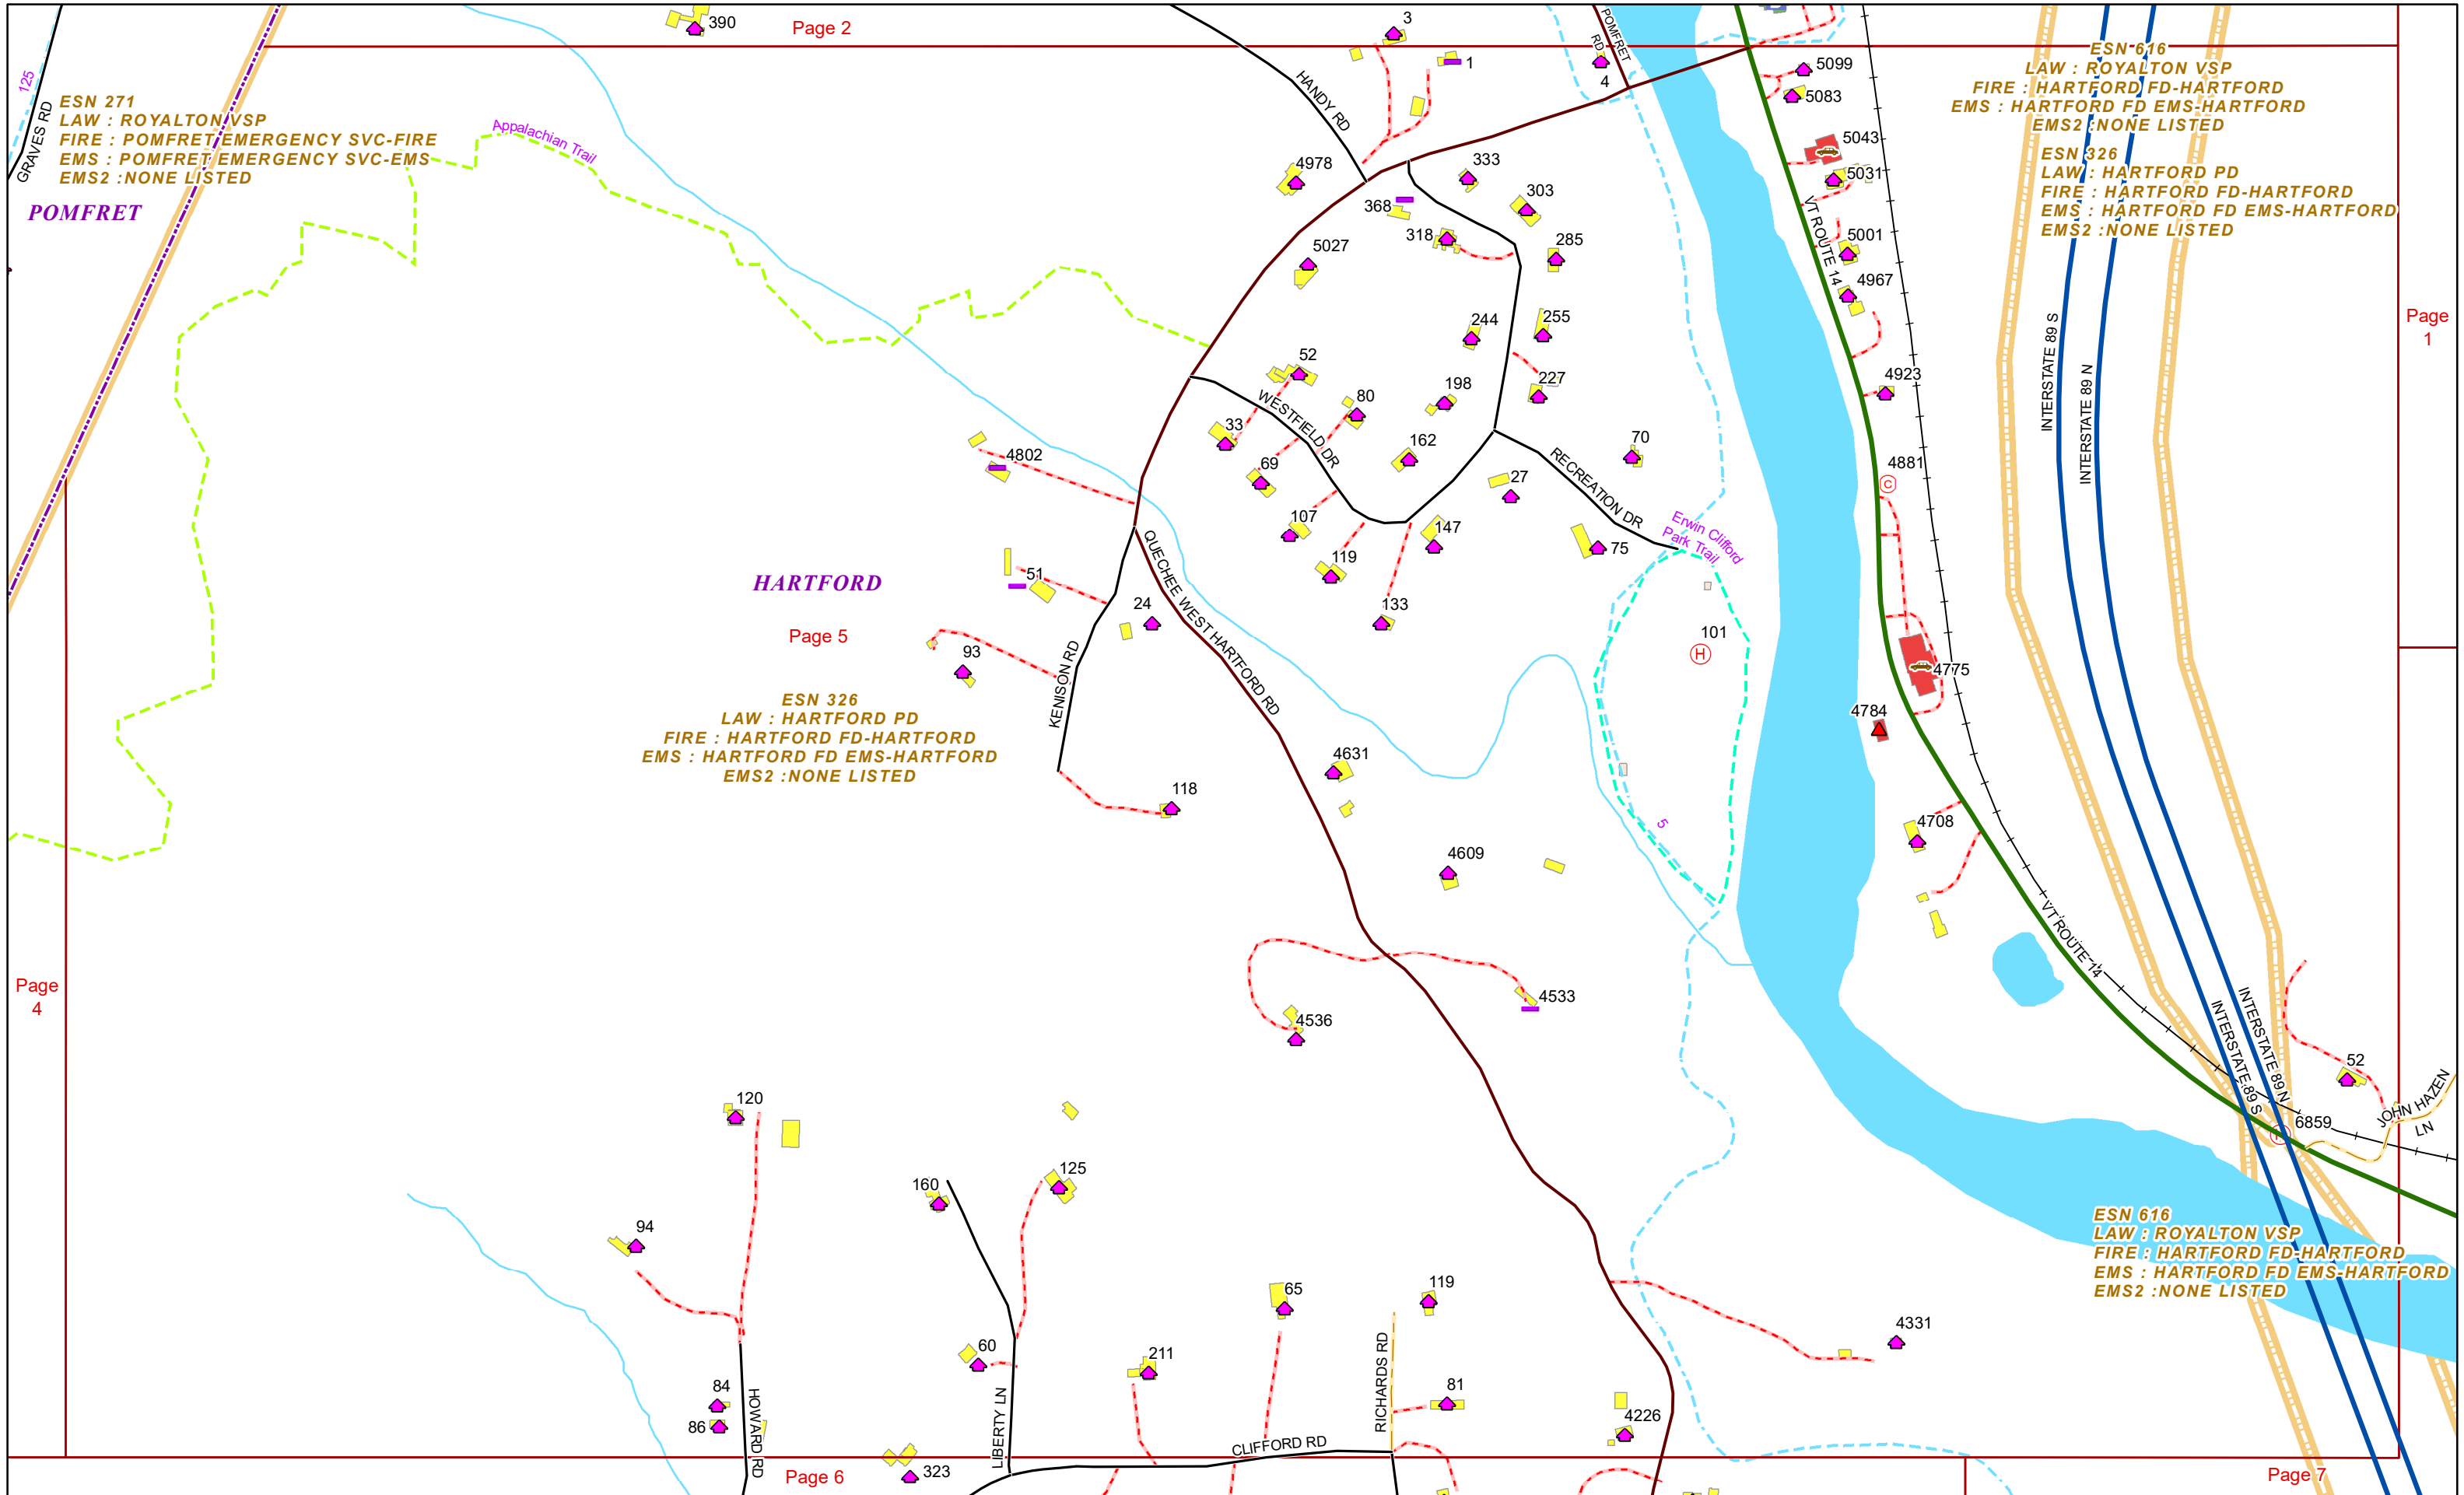 390
Page 2
3
1
POMFRET
RD
4
5099
5083
ESN 616
LAW : ROYALTON VSP
FIRE : HARTFORD FD-HARTFORD
EMS : HARTFORD FD EMS-HARTFORD
EMS2 :NONE LISTED
125
GRAVES RD
ESN 271
LAW : ROYALTON VSP
FIRE : POMFRET EMERGENCY SVC-FIRE
EMS : POMFRET EMERGENCY SVC-EMS
EMS2 :NONE LISTED
POMFRET
Appalachian Trail
HANDY RD
4978
333
368
303
318
285
5027
5043
5031
VT ROUTE 14
5001
4967
ESN 326
LAW : HARTFORD PD
FIRE : HARTFORD FD-HARTFORD
EMS : HARTFORD FD EMS-HARTFORD
EMS2 :NONE LISTED
Page
1
INTERSTATE 89 S
INTERSTATE 89 N
244
255
52
80
198
227
4923
WESTFIELD DR
33
162
70
69
27
4802
RECREATION DR
4881
C
107
147
119
75
Erwin Clifford
Park Trail
51
HARTFORD
24
133
QUECHEE WEST HARTFORD RD
Page 5
93
KENISON RD
101
H
4775
4784
ESN 326
LAW : HARTFORD PD
FIRE : HARTFORD FD-HARTFORD
EMS : HARTFORD FD EMS-HARTFORD
EMS2 :NONE LISTED
4631
118
5
4708
4609
VT ROUTE 14
Page
4
4533
4536
INTERSTATE 89 S
INTERSTATE 89 N
52
JOHN HAZEN
LN
6859
120
125
160
94
ESN 616
LAW : ROYALTON VSP
FIRE : HARTFORD FD-HARTFORD
EMS : HARTFORD FD EMS-HARTFORD
EMS2 :NONE LISTED
65
119
4331
60
211
RICHARDS RD
84
86
HOWARD RD
LIBERTY LN
81
4226
CLIFFORD RD
323
Page 6
Page 7